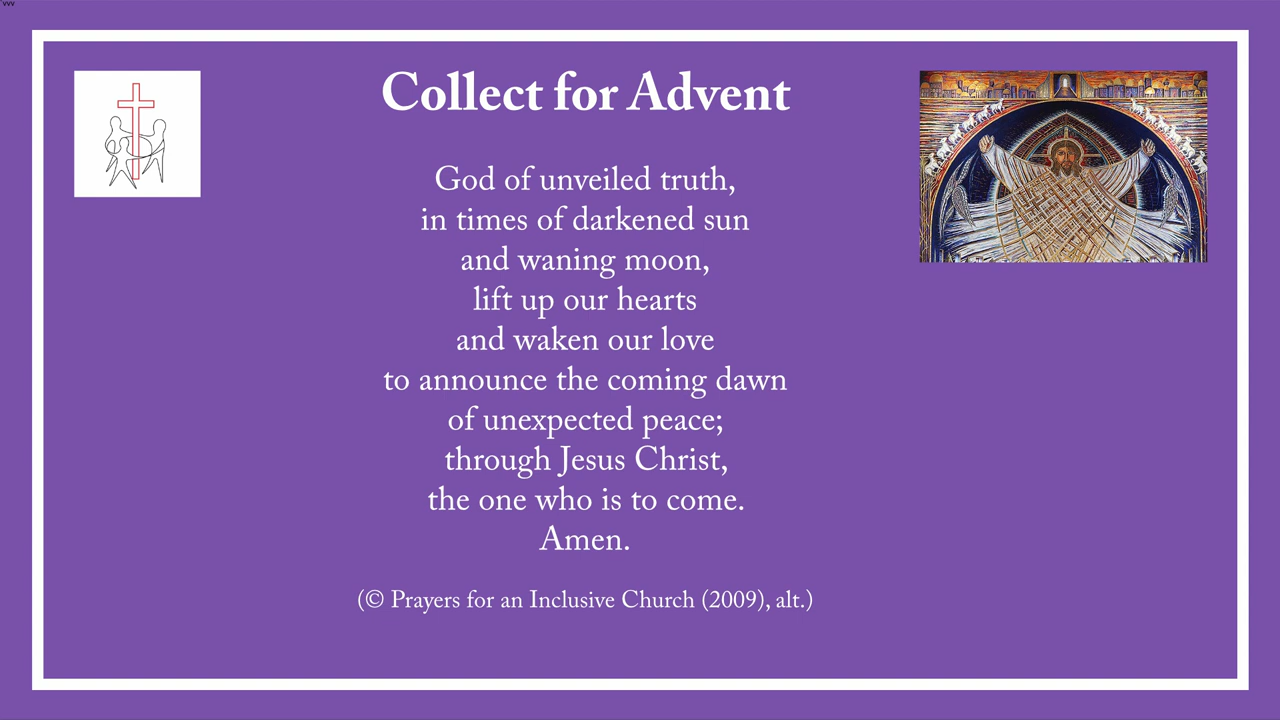 vvv
Collect for Advent
God of unveiled truth,
in times of darkened sun
and waning moon,
lift up our hearts
and waken our love
to announce the coming dawn
of unexpected peace;
through Jesus Christ,
the one who is to come.
Amen.
(© Prayers for an Inclusive Church (2009), alt.)